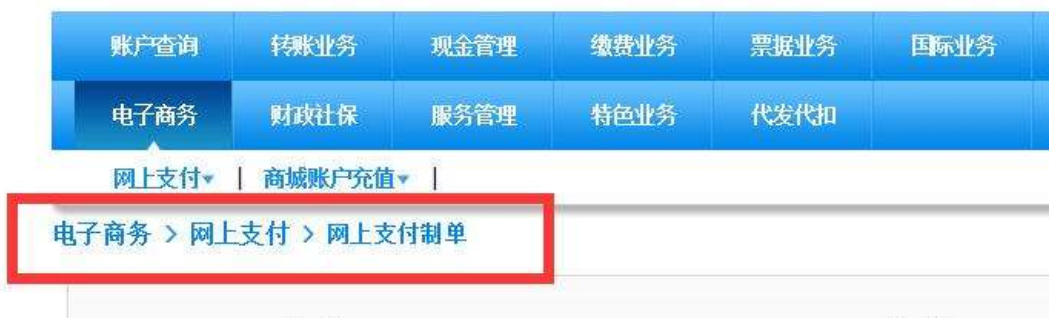 账户查询 转账业务 现金管理 缴费业务 票据业务 国际业务
电子商务 财政社保 服务管理 特色业务 代发代扣
网上支付▾ | 商城账户充值▾ |
电子商务 > 网上支付 > 网上支付制单